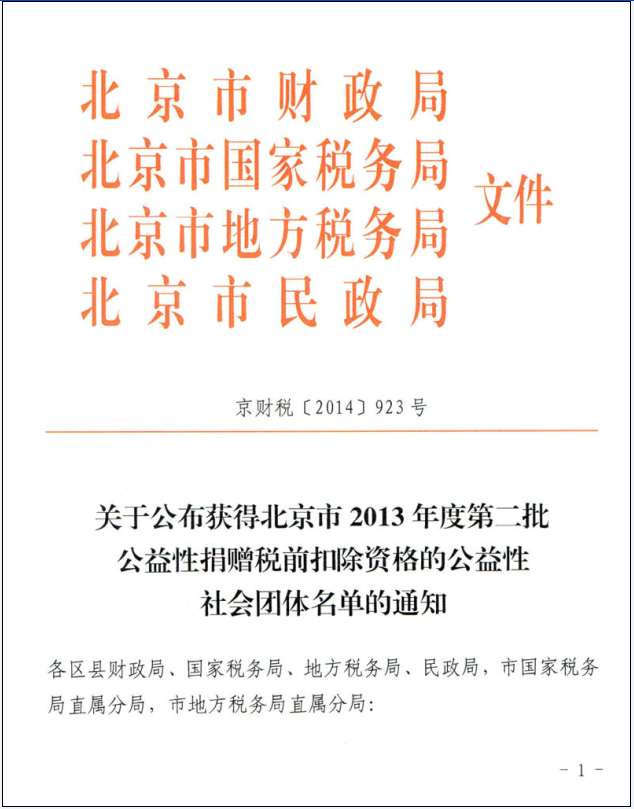 北京市财政局
北京市国家税务局
北京市地方税务局
北京市民政局
文件
京财税〔2014〕923号
关于公布获得北京市2013年度第二批
公益性捐赠税前扣除资格的公益性
社会团体名单的通知
各区县财政局、国家税务局、地方税务局、民政局，市国家税务
局直属分局，市地方税务局直属分局：
- 1 -